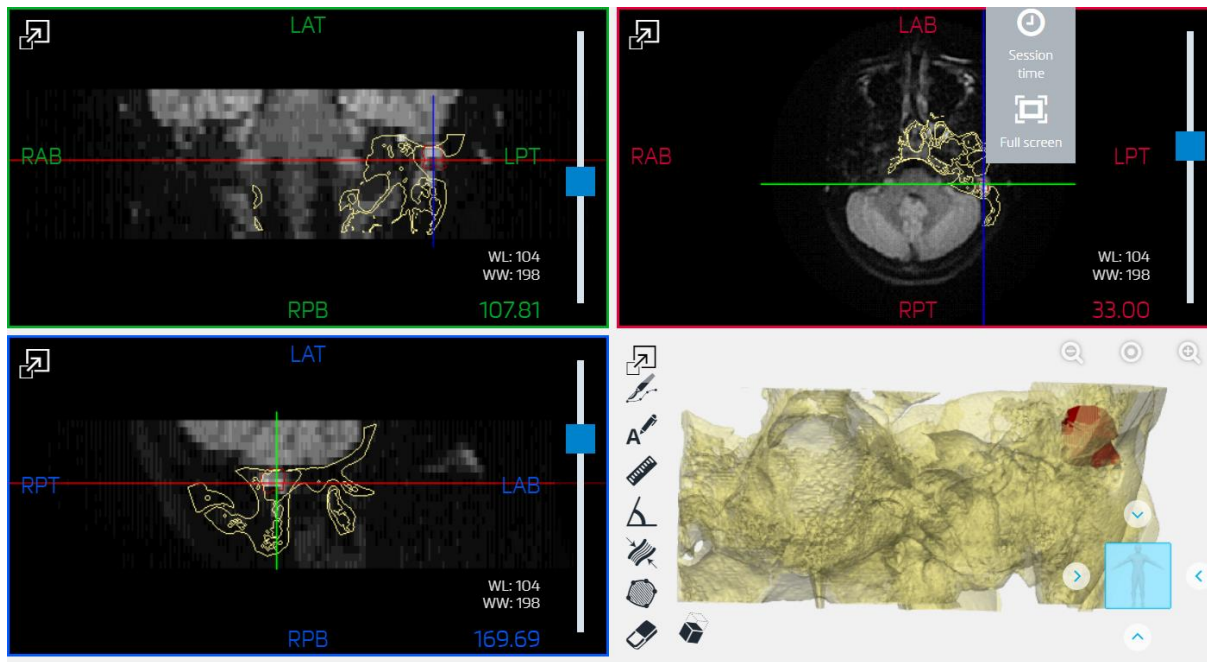 LAT
RAB
LPT
WL: 104
WW: 198
RPB
107.81
LAB
Session
time
Full screen
RAB
LPT
WL: 104
WW: 198
RPT
33.00
LAT
RPT
LAB
WL: 104
WW: 198
RPB
169.69
A